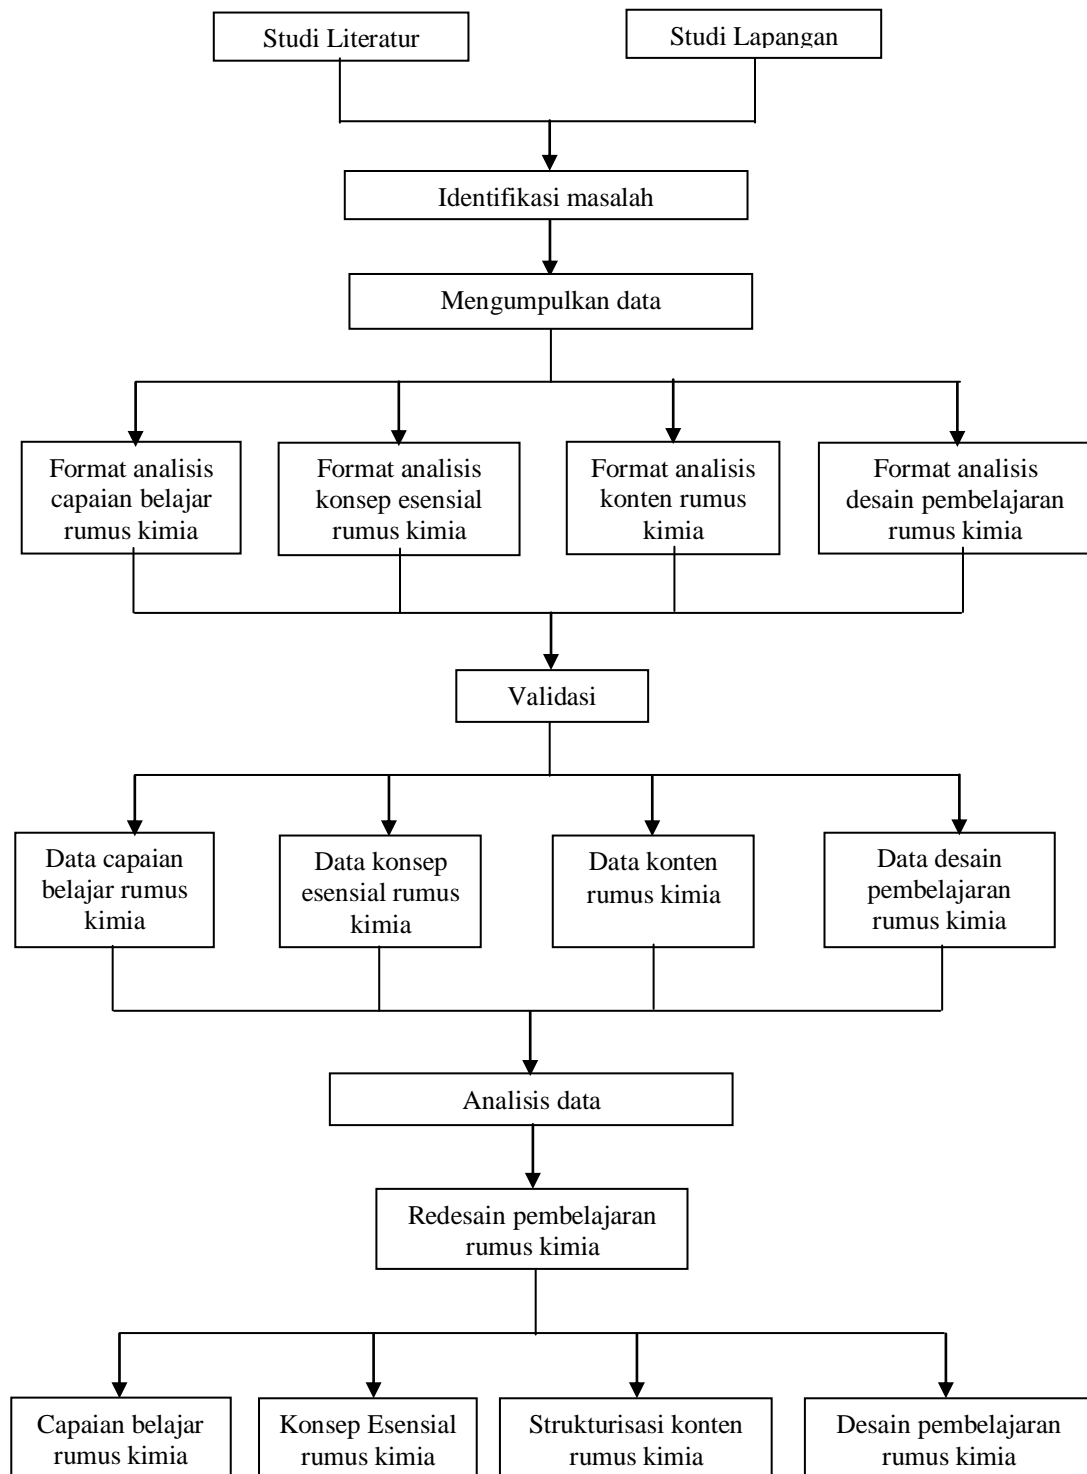 Studi Literatur
Studi Lapangan
Identifikasi masalah
Mengumpulkan data
Format analisis
capaian belajar
rumus kimia
Format analisis
konsep esensial
rumus kimia
Format analisis
konten rumus
kimia
Format analisis
desain pembelajaran
rumus kimia
Validasi
Data capaian
belajar rumus
kimia
Data konsep
esensial rumus
kimia
Data konten
rumus kimia
Data desain
pembelajaran
rumus kimia
Analisis data
Redesain pembelajaran
rumus kimia
Capaian belajar
rumus kimia
Konsep Esensial
rumus kimia
Strukturisasi konten
rumus kimia
Desain pembelajaran
rumus kimia